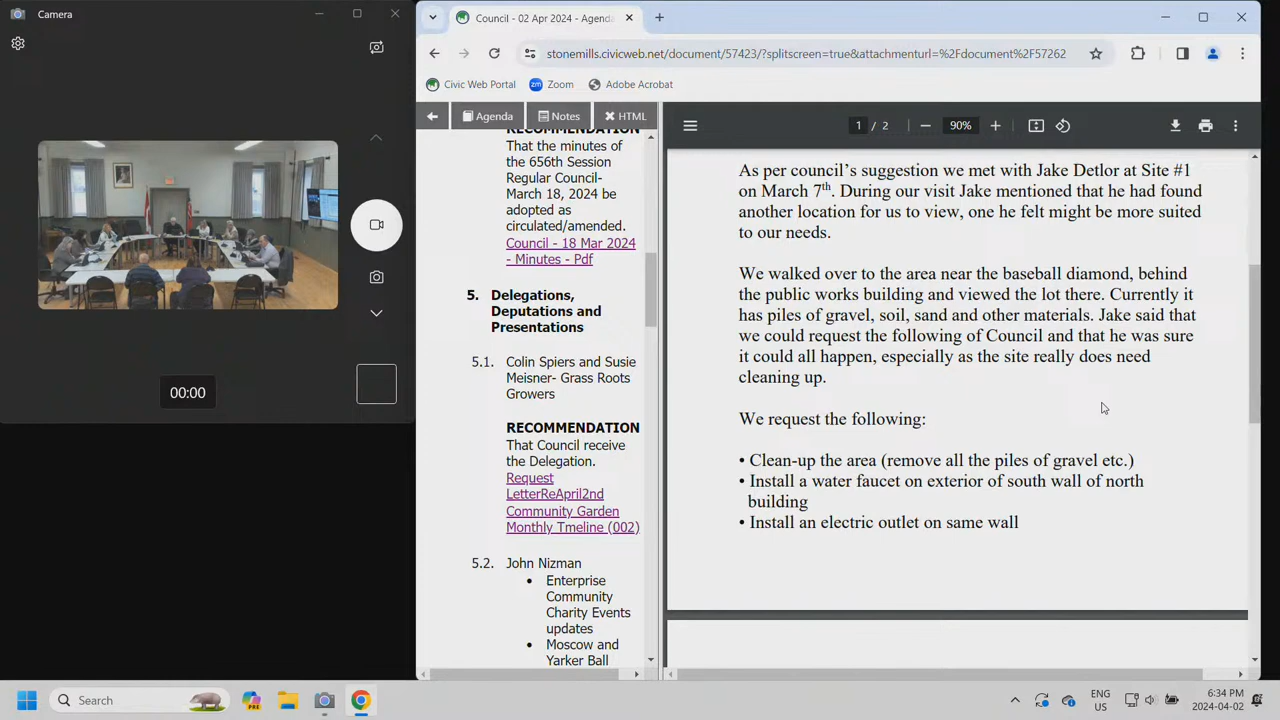 Camera
00:00
Council - 02 Apr 2024 - Agenda
stonemills.civicweb.net/document/57423/?splitscreen=true&attachmenturl=%2Fdocument%2F57262
Civic Web Portal
Zoom
Adobe Acrobat
Agenda
Notes
HTML
RECOMMENDATION
That the minutes of
the 656th Session
Regular Council-
March 18, 2024 be
adopted as
circulated/amended.
Council - 18 Mar 2024
- Minutes - Pdf
5. Delegations,
Deputations and
Presentations
5.1. Colin Spiers and Susie
Meisner- Grass Roots
Growers
RECOMMENDATION
That Council receive
the Delegation.
Request
LetterReApril2nd
Community Garden
Monthly Tmeline (002)
5.2. John Nizman
• Enterprise
Community
Charity Events
updates
• Moscow and
Yarker Ball
1 / 2
90%
As per council’s suggestion we met with Jake Detlor at Site #1
on March 7th. During our visit Jake mentioned that he had found
another location for us to view, one he felt might be more suited
to our needs.
We walked over to the area near the baseball diamond, behind
the public works building and viewed the lot there. Currently it
has piles of gravel, soil, sand and other materials. Jake said that
we could request the following of Council and that he was sure
it could all happen, especially as the site really does need
cleaning up.
We request the following:
• Clean-up the area (remove all the piles of gravel etc.)
• Install a water faucet on exterior of south wall of north
building
• Install an electric outlet on same wall
Search
PRE
ENG
US
6:34 PM
2024-04-02